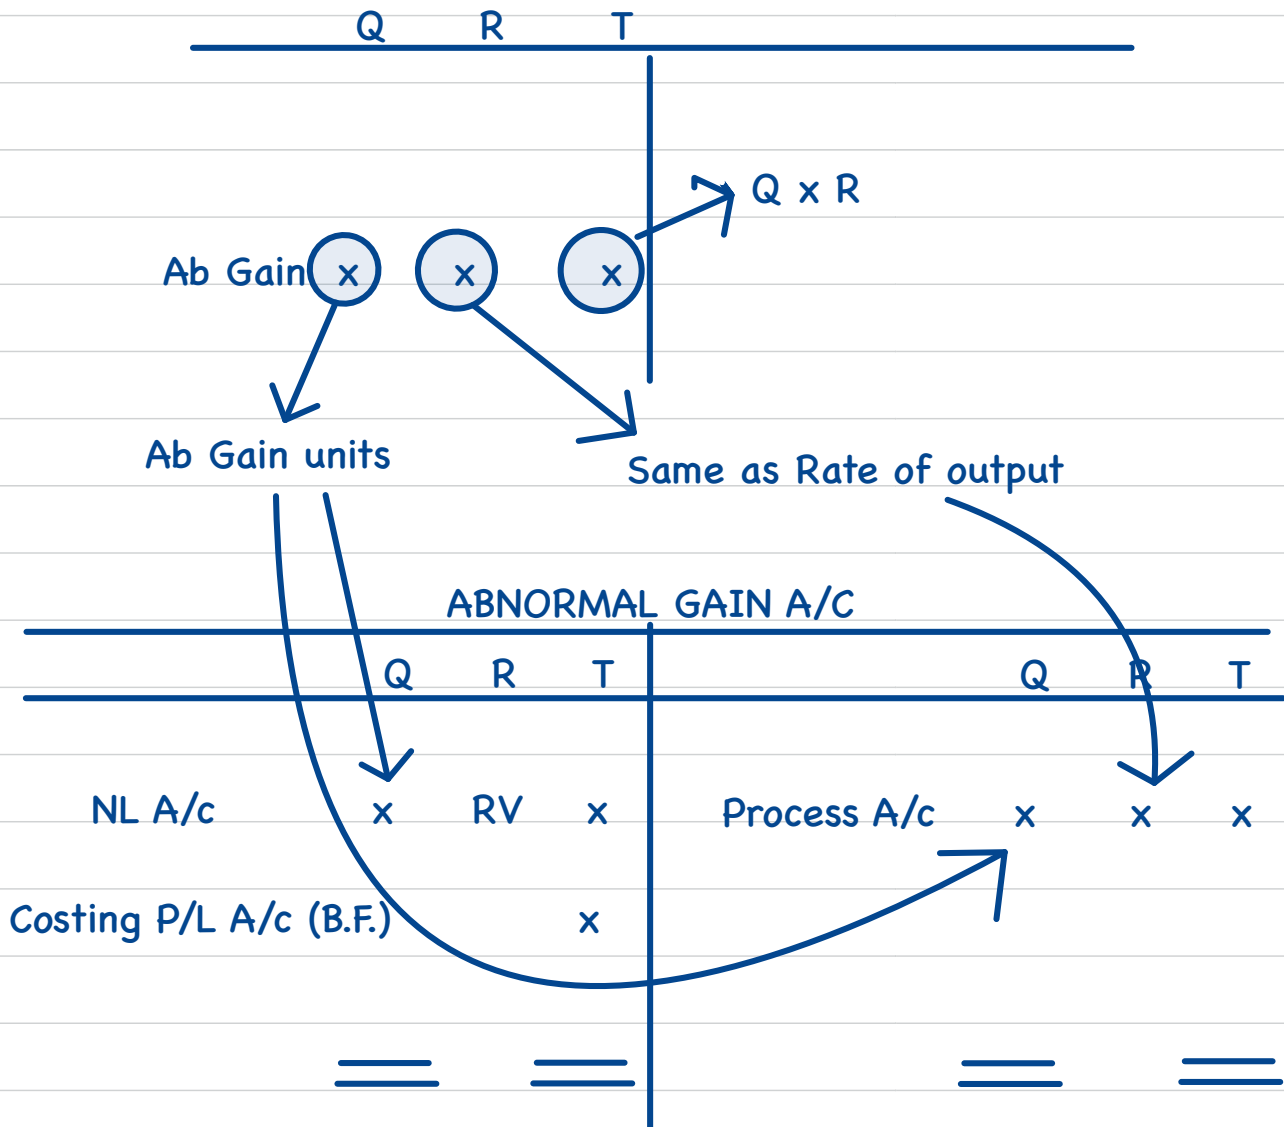 Q R T
Q x R
Ab Gain x x x
Ab Gain units
Same as Rate of output
ABNORMAL GAIN A/C
Q R T Q R T
NL A/c x RV x Process A/c x x x
Costing P/L A/c (B.F.) x